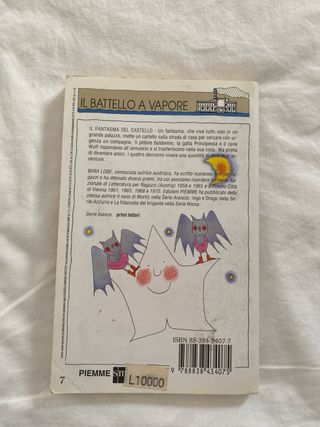 IL BATTELLO A VAPORE
IL FANTASMA DEL CASTELLO - Un fantasma, che vive tutto solo in un
grande palazzo, mette un cartello sulla strada di casa per cercare con ur-
genza un compagno. Il pittore Baldovino, la gatta Principessa e il cane
Wuff rispondono all'annuncio e si trasferiscono nella sua casa. Ma prima
di diventare amici, i quattro dovranno vivere una quantità di
venture.
MIRA LOBE, conosciuta autrice austriaca, ha scritto numerosi
gazzi e ha ottenuto diversi premi, tra cui possiamo ricordare
zionale di Letteratura per Ragazzi (Austria) 1958 e 1965 e Città
di Vienna 1961, 1965, 1968 e 1970. Edizioni PIEMME ha pubblicato
della stessa autrice Il naso di Moritz nella Serie Arancio; Ingo e Drago nella Se-
rie Azzurra e La fidanzata del brigante nella Serie Rossa.
Serie bianca primi lettori
ISBN 88-384-3407-7
9 788838 434075
7
PIEMME
SM
L10000